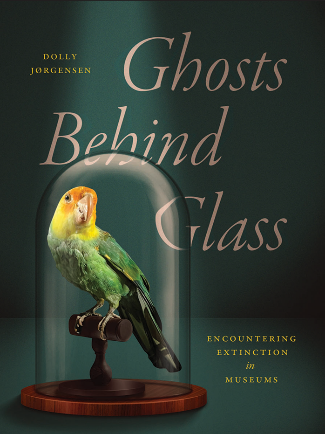 DOLLY
JØRGENSEN
Ghosts
Behind
Glass
ENCOUNTERING
EXTINCTION
in
MUSEUMS